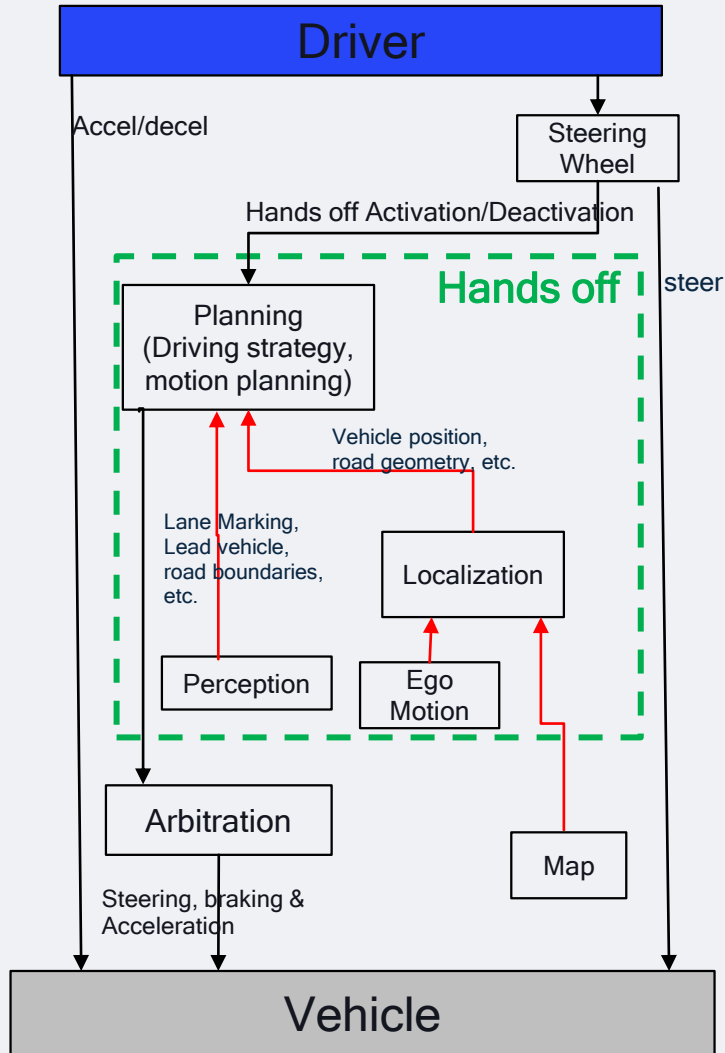 Driver
Accel/decel
Steering
Wheel
Hands off Activation/Deactivation
Hands off
steer
Planning
(Driving strategy,
motion planning)
Vehicle position,
road geometry, etc.
Lane Marking,
Lead vehicle,
road boundaries,
etc.
Localization
Perception
Ego
Motion
Arbitration
Map
Steering, braking &
Acceleration
Vehicle